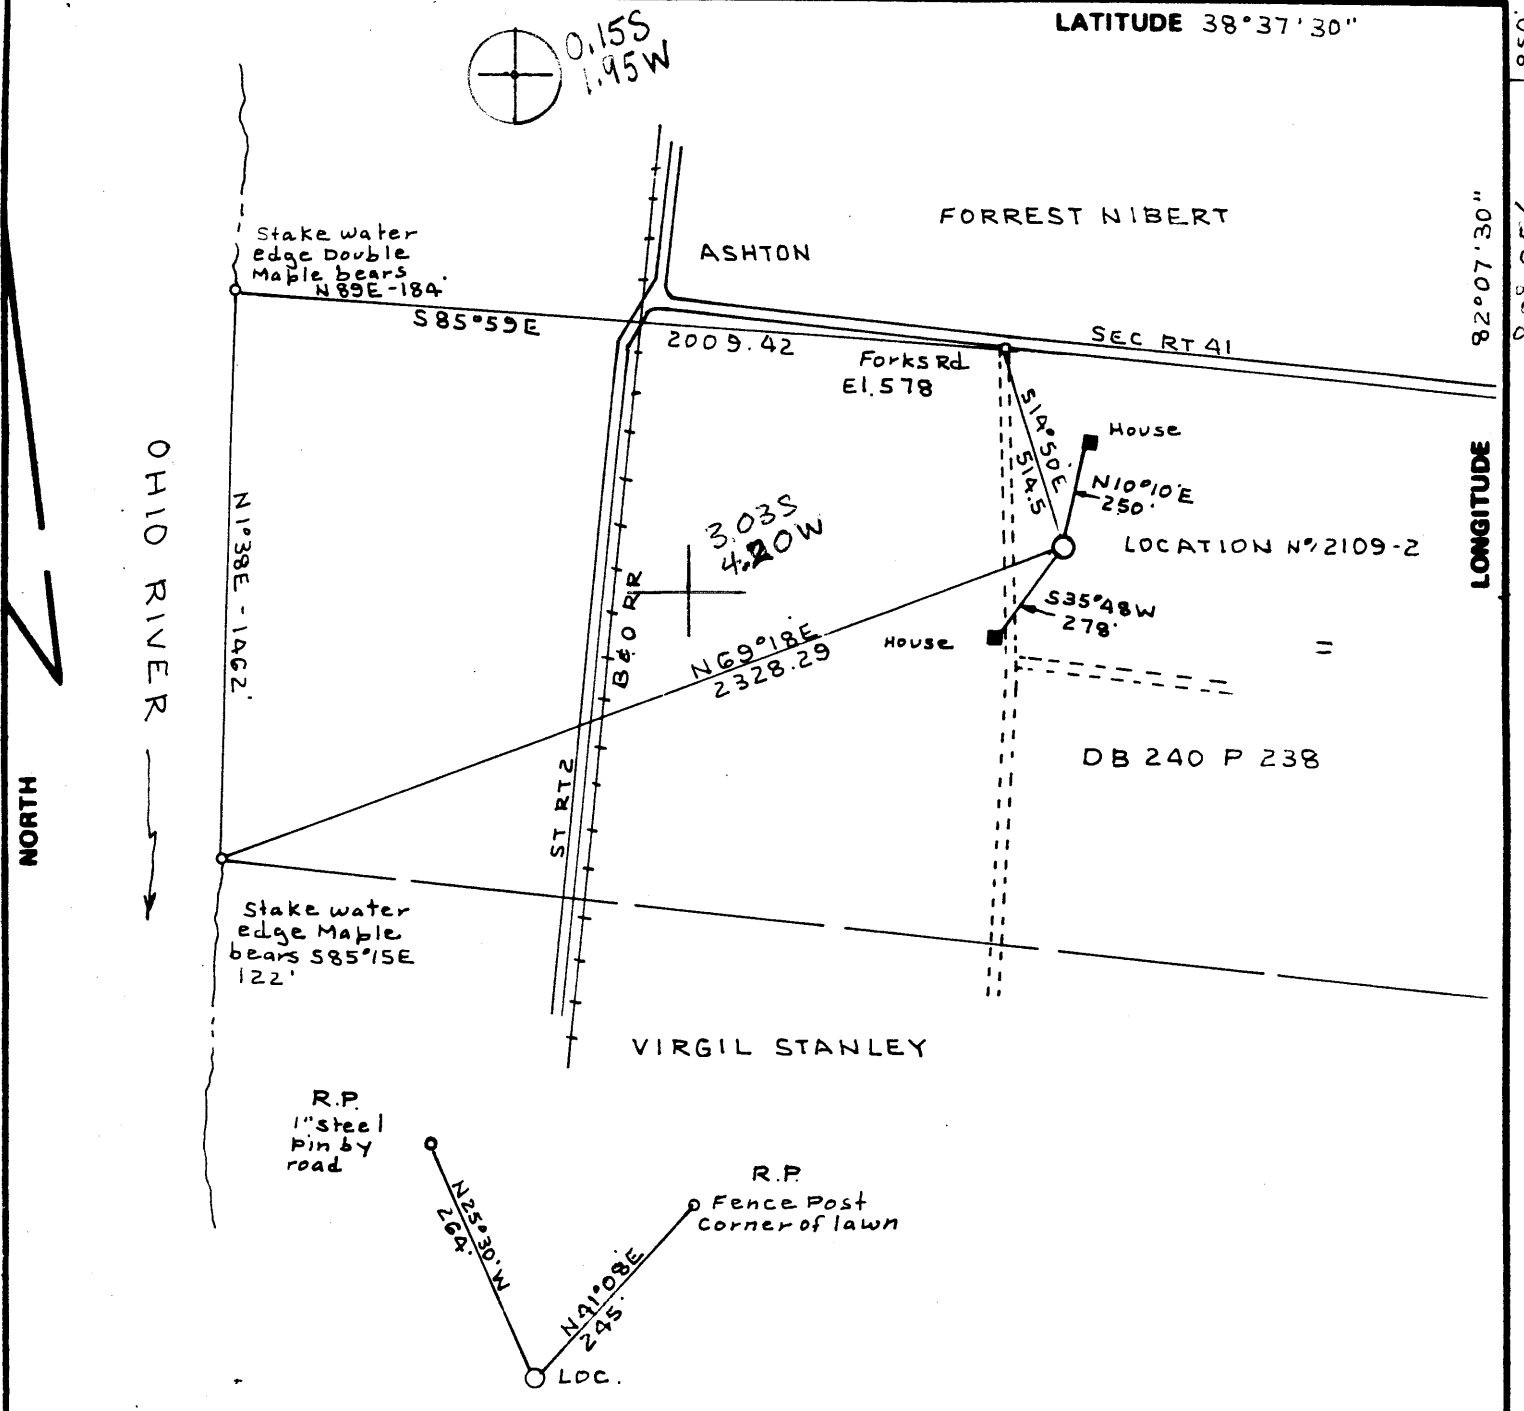 LATITUDE 38°37'30"
0.15S
1.95W
FORREST NIBERT
82°07'30"
LONGITUDE
Stake water
edge Double
Maple bears
N89E-184'
ASHTON
S85°59E
2009.42
SEC RT 41
Forks Rd
El.578
House
S14°50'E
514.5
N10°10'E
250'
LOCATION No 2109-2
OHIO RIVER
N1°38E-1462'
3.03S
4.20W
B&O RR
S35°48W
278'
House
N69°18E
2328.29
DB 240 P 238
ST RT 2
NORTH
Stake water
edge Maple
bears S85°15E
122'
VIRGIL STANLEY
R.P.
1" steel
pin by
road
R.P.
Fence Post
Corner of lawn
N25°30'W
264'
N41°08E
245'
LOC.